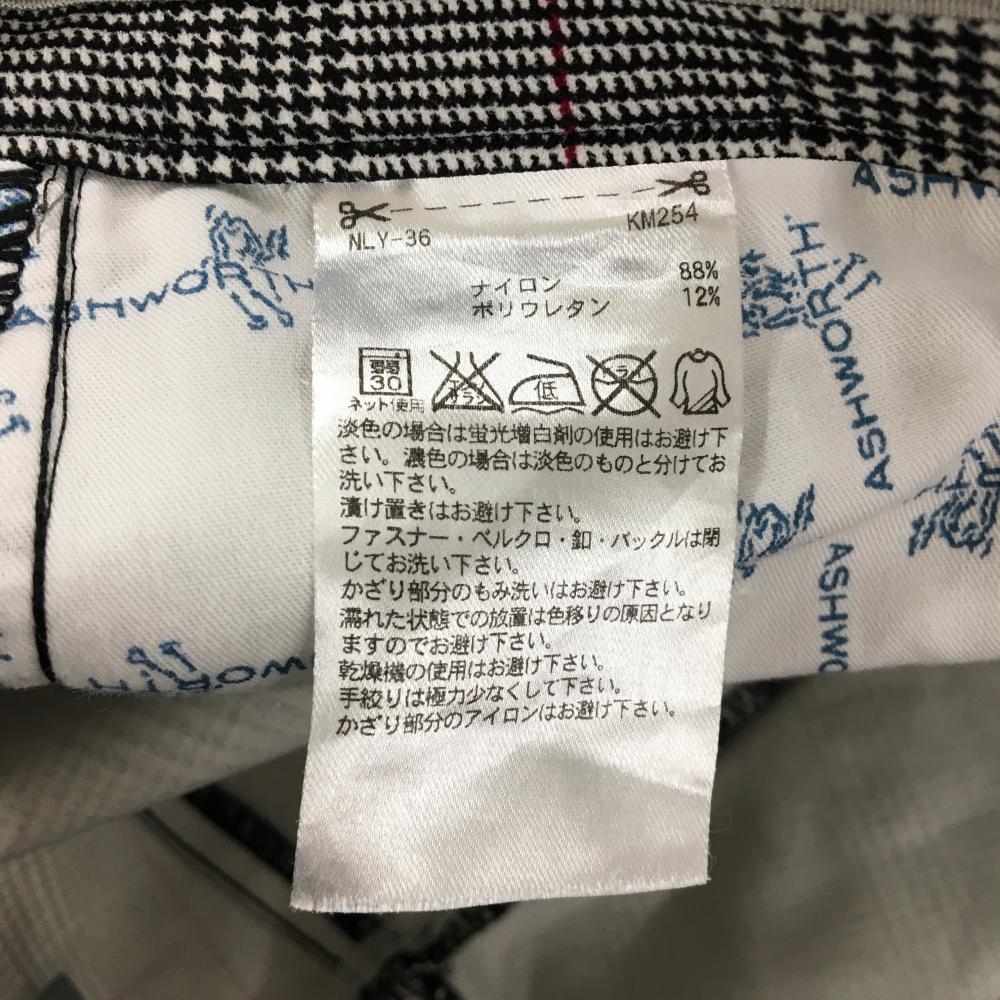 ASHWORTH
ASHWORTH
NLY-36 KM254
ナイロン 88%
ポリウレタン 12%
30
ネット使用
エンソサラシ
低
ドライ
淡色の場合は蛍光増白剤の使用はお避け下
さい。濃色の場合は淡色のものと分けてお
洗い下さい。
漬け置きはお避け下さい。
ファスナー・ベルクロ・釦・バックルは閉
じてお洗い下さい。
かざり部分のもみ洗いはお避け下さい。
濡れた状態での放置は色移りの原因となり
ますのでお避け下さい。
乾燥機の使用はお避け下さい。
手絞りは極力少なくして下さい。
かざり部分のアイロンはお避け下さい。
ASHWORTH
ASHWORTH